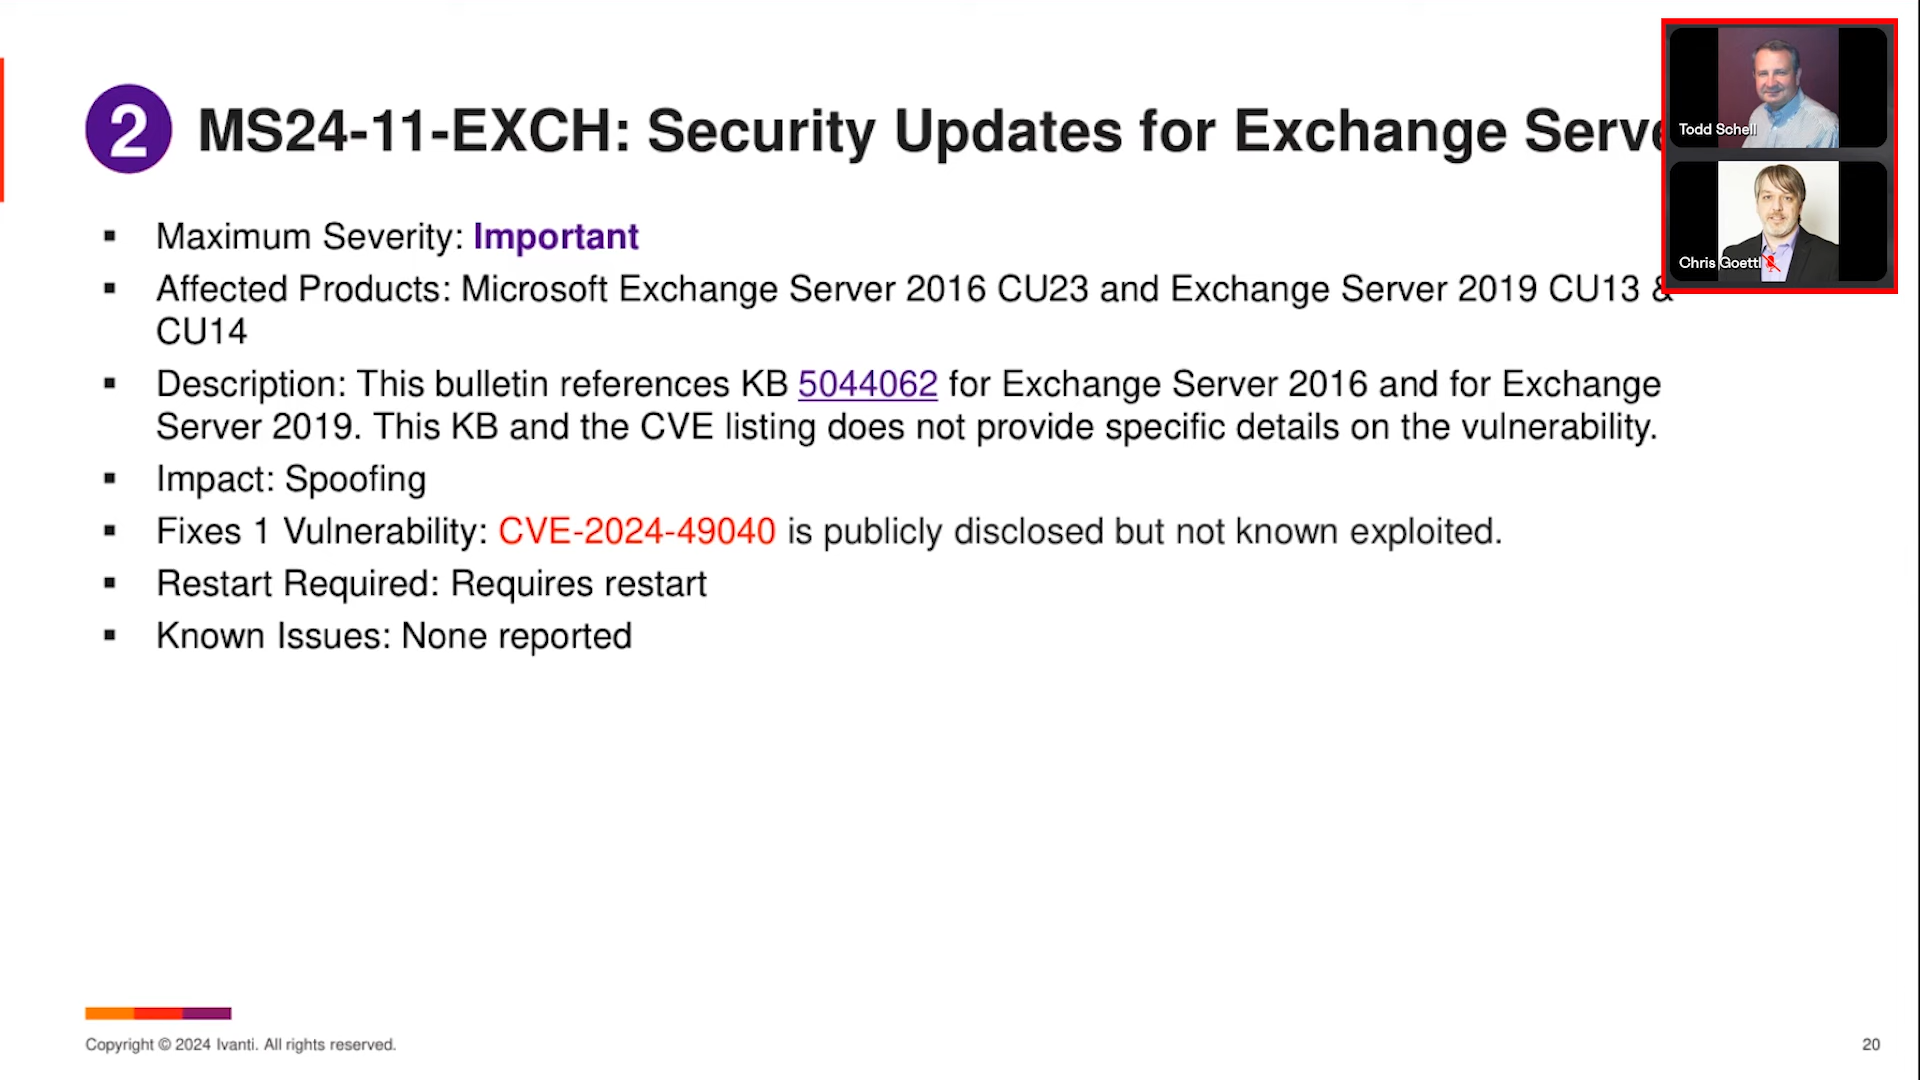 2 MS24-11-EXCH: Security Updates for Exchange Serve
Todd Schell
Chris Goettl
▪ Maximum Severity: Important
▪ Affected Products: Microsoft Exchange Server 2016 CU23 and Exchange Server 2019 CU13 &
CU14
▪ Description: This bulletin references KB 5044062 for Exchange Server 2016 and for Exchange
Server 2019. This KB and the CVE listing does not provide specific details on the vulnerability.
▪ Impact: Spoofing
▪ Fixes 1 Vulnerability: CVE-2024-49040 is publicly disclosed but not known exploited.
▪ Restart Required: Requires restart
▪ Known Issues: None reported
Copyright © 2024 Ivanti. All rights reserved.
20